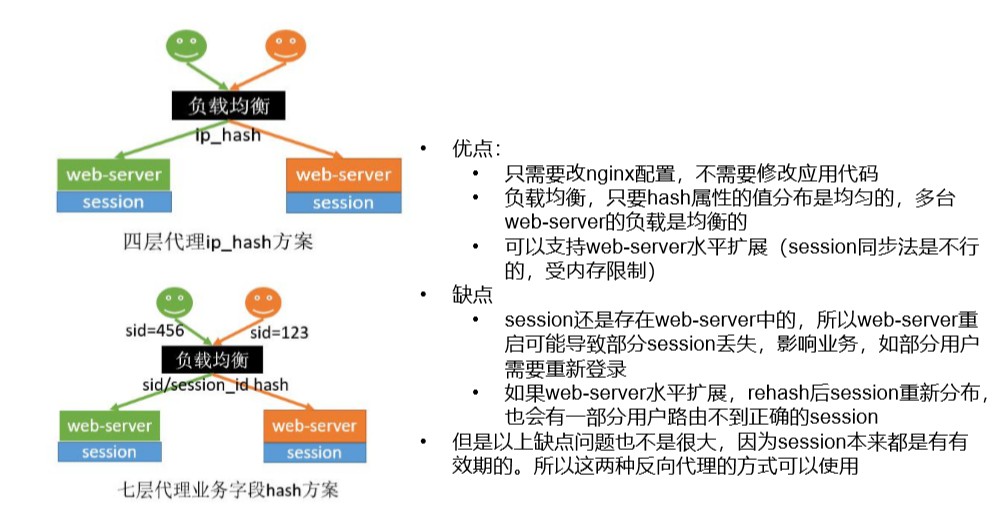 负载均衡
ip_hash
web-server
web-server
session
session
四层代理ip_hash方案
sid=456
sid=123
负载均衡
sid/session_id hash
web-server
web-server
session
session
七层代理业务字段hash方案
• 优点：
• 只需要改nginx配置，不需要修改应用代码
• 负载均衡，只要hash属性的值分布是均匀的，多台
web-server的负载是均衡的
• 可以支持web-server水平扩展（session同步法是不行
的，受内存限制）
• 缺点
• session还是存在web-server中的，所以web-server重
启可能导致部分session丢失，影响业务，如部分用户
需要重新登录
• 如果web-server水平扩展，rehash后session重新分布，
也会有一部分用户路由不到正确的session
• 但是以上缺点问题也不是很大，因为session本来都是有有
效期的。所以这两种反向代理的方式可以使用